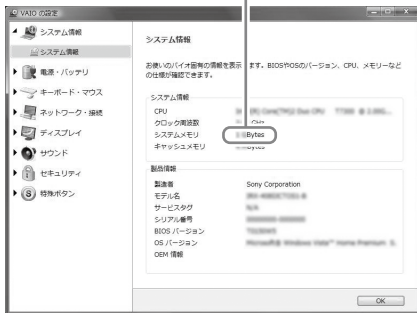 VAIO の設定
システム情報
システム情報
電源・バッテリ
キーボード・マウス
ネットワーク・接続
ディスプレイ
サウンド
セキュリティ
特殊ボタン
システム情報
お使いのバイオ固有の情報を表示 ます。BIOSやOSのバージョン、CPU、メモリーなど
の仕様が確認できます。
システム情報
CPU
クロック周波数 GHz
システムメモリ Bytes
キャッシュメモリ Bytes
製品情報
製造者 Sony Corporation
モデル名
サービスタグ
シリアル番号
BIOS バージョン
OS バージョン
OEM 情報
OK